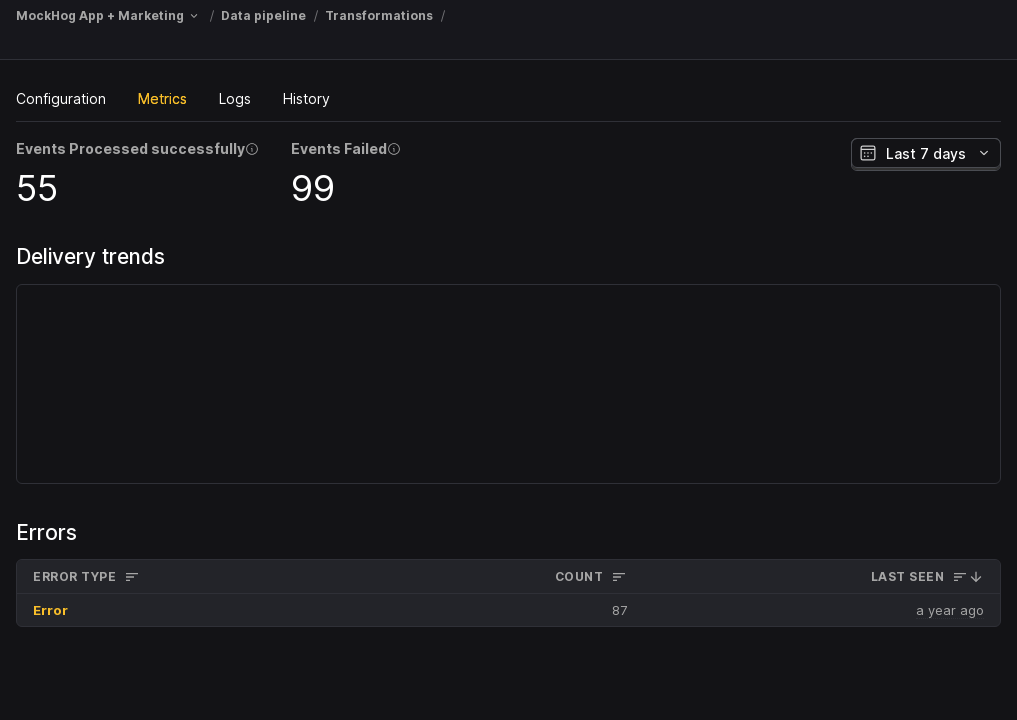 MockHog App + Marketing / Data pipeline / Transformations /
Configuration Metrics Logs History
Events Processed successfully Events Failed
Last 7 days
55 99
Delivery trends
Errors
ERROR TYPE COUNT LAST SEEN
Error 87 a year ago